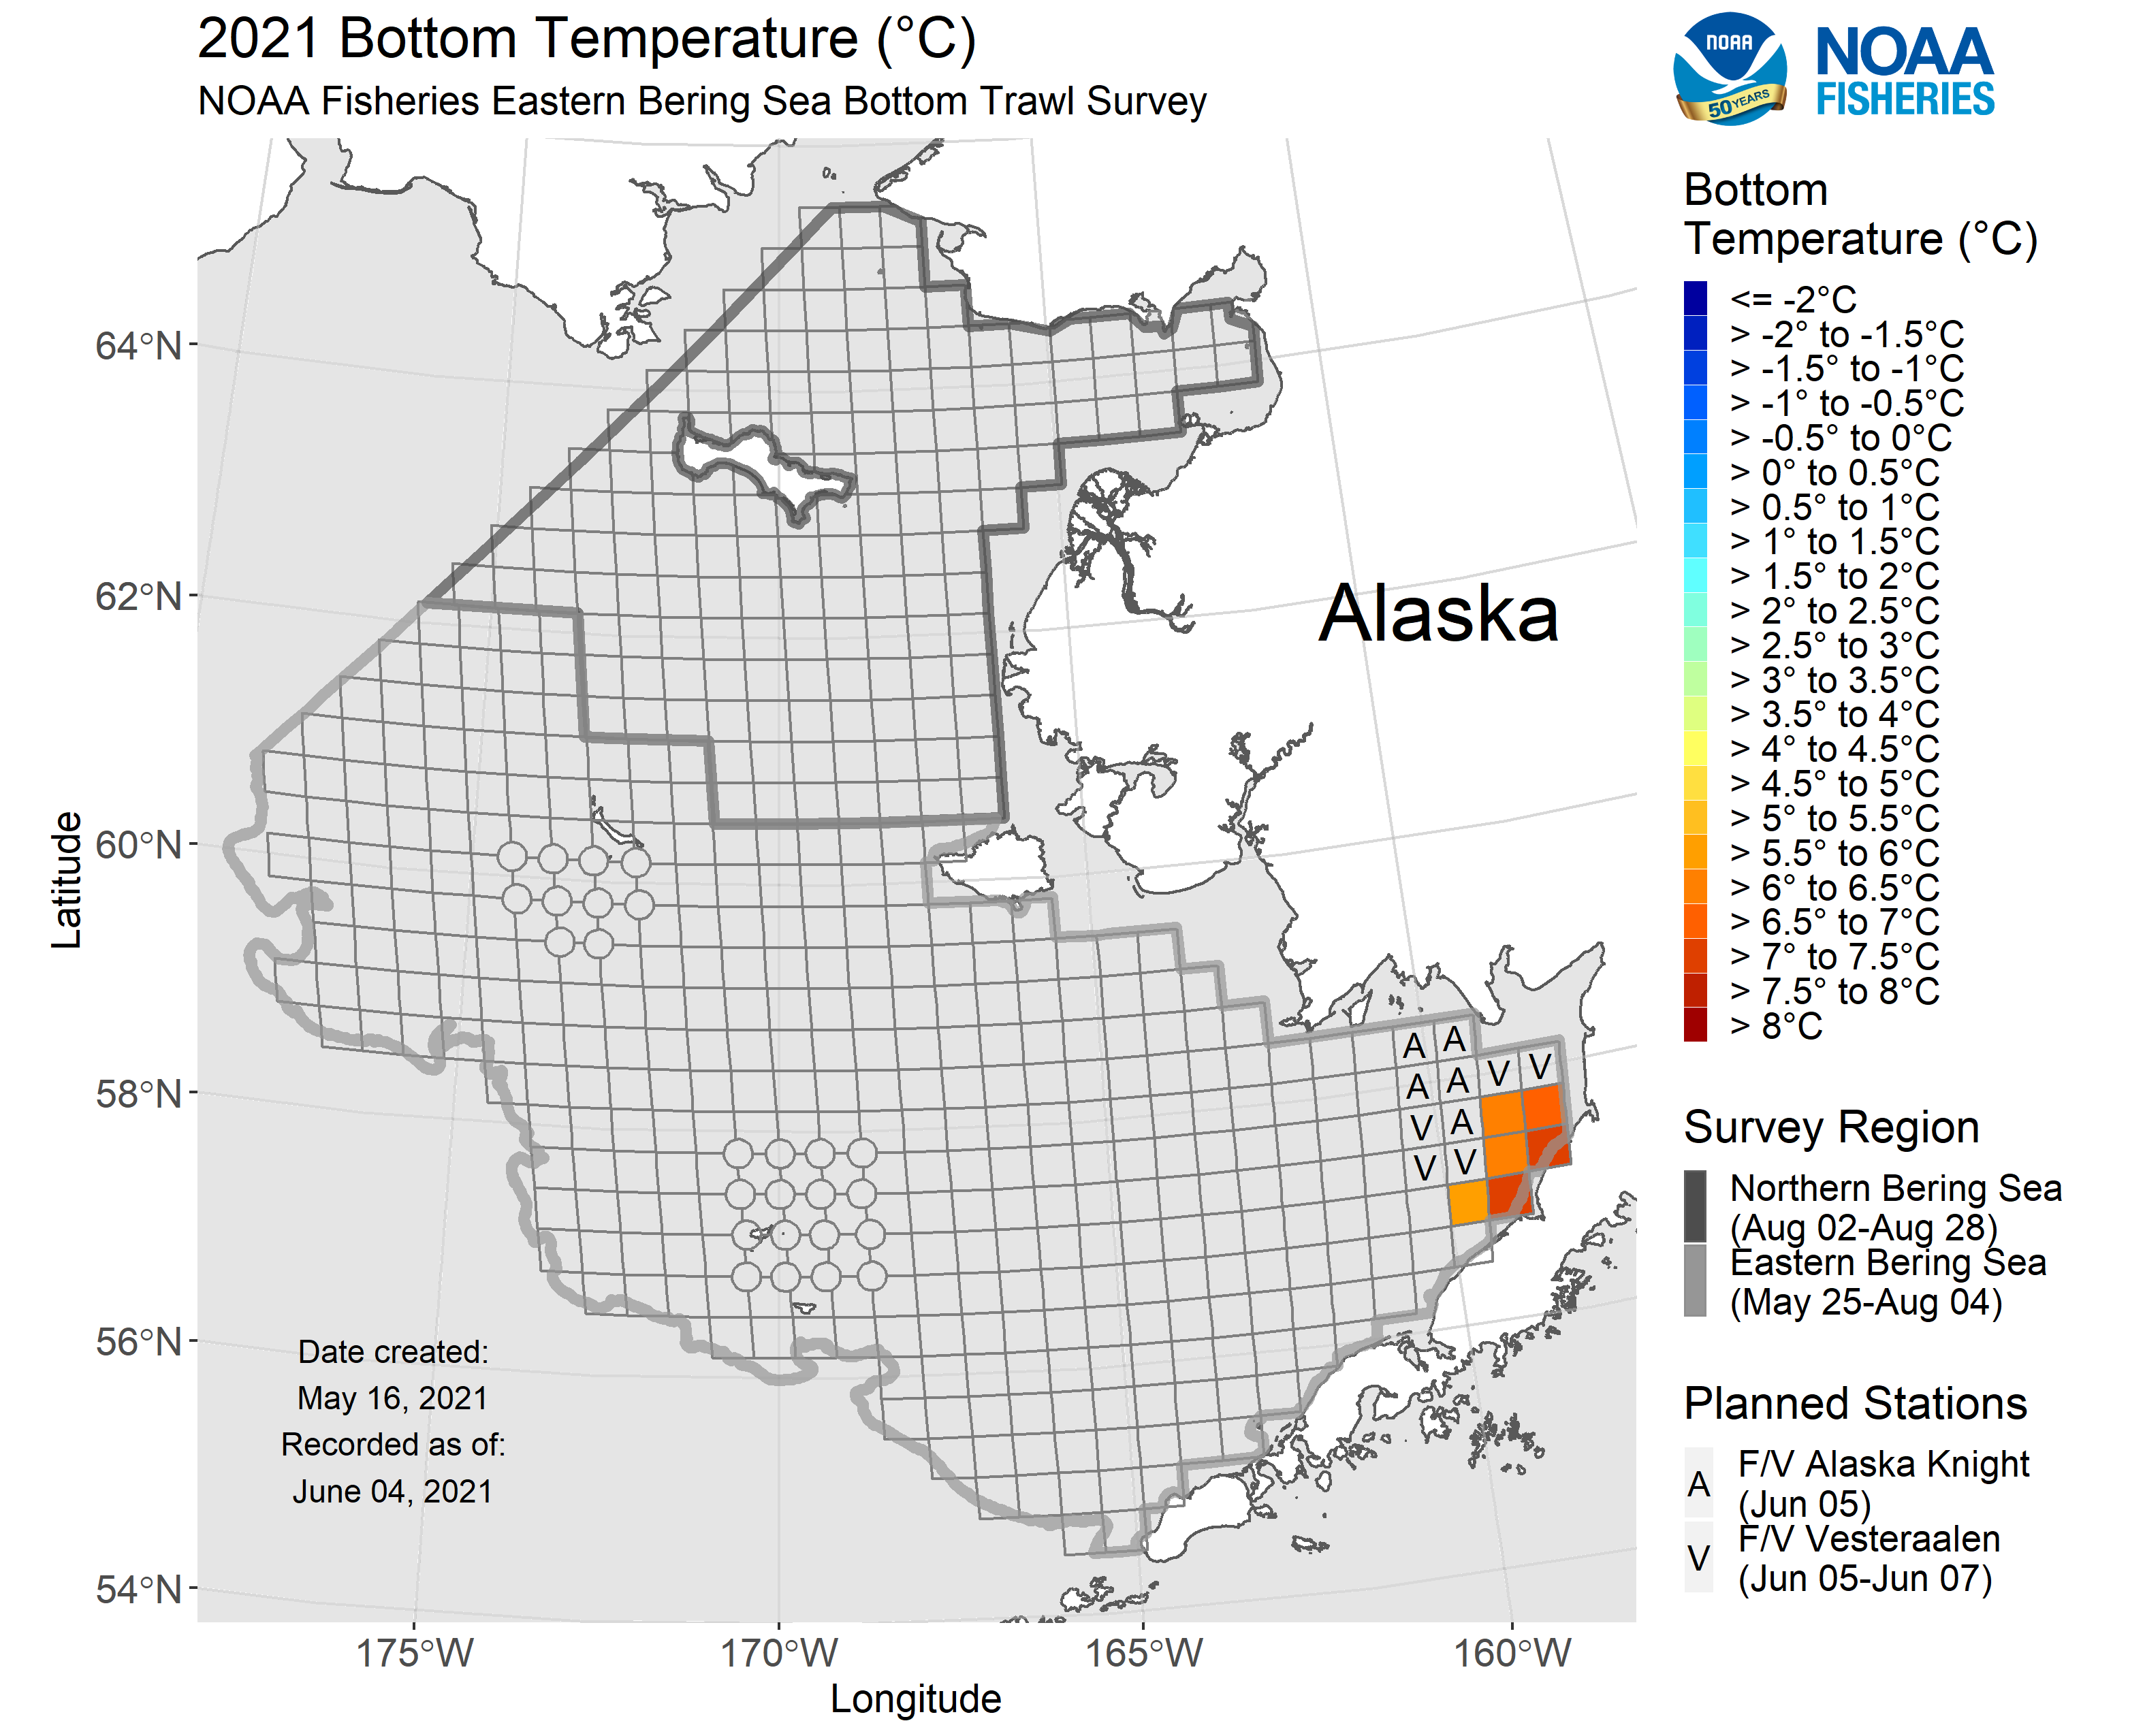 2021 Bottom Temperature (°C)
NOAA Fisheries Eastern Bering Sea Bottom Trawl Survey
NOAA
50 YEARS
NOAA
FISHERIES
Bottom
Temperature (°C)
<= -2°C
> -2° to -1.5°C
> -1.5° to -1°C
> -1° to -0.5°C
> -0.5° to 0°C
> 0° to 0.5°C
> 0.5° to 1°C
> 1° to 1.5°C
> 1.5° to 2°C
> 2° to 2.5°C
> 2.5° to 3°C
> 3° to 3.5°C
> 3.5° to 4°C
> 4° to 4.5°C
> 4.5° to 5°C
> 5° to 5.5°C
> 5.5° to 6°C
> 6° to 6.5°C
> 6.5° to 7°C
> 7° to 7.5°C
> 7.5° to 8°C
> 8°C
Survey Region
Northern Bering Sea
(Aug 02-Aug 28)
Eastern Bering Sea
(May 25-Aug 04)
Planned Stations
A F/V Alaska Knight
(Jun 05)
V F/V Vesteraalen
(Jun 05-Jun 07)
Alaska
A A
A A V V
V A
V V
Date created:
May 16, 2021
Recorded as of:
June 04, 2021
Latitude
64°N
62°N
60°N
58°N
56°N
54°N
175°W 170°W 165°W 160°W
Longitude